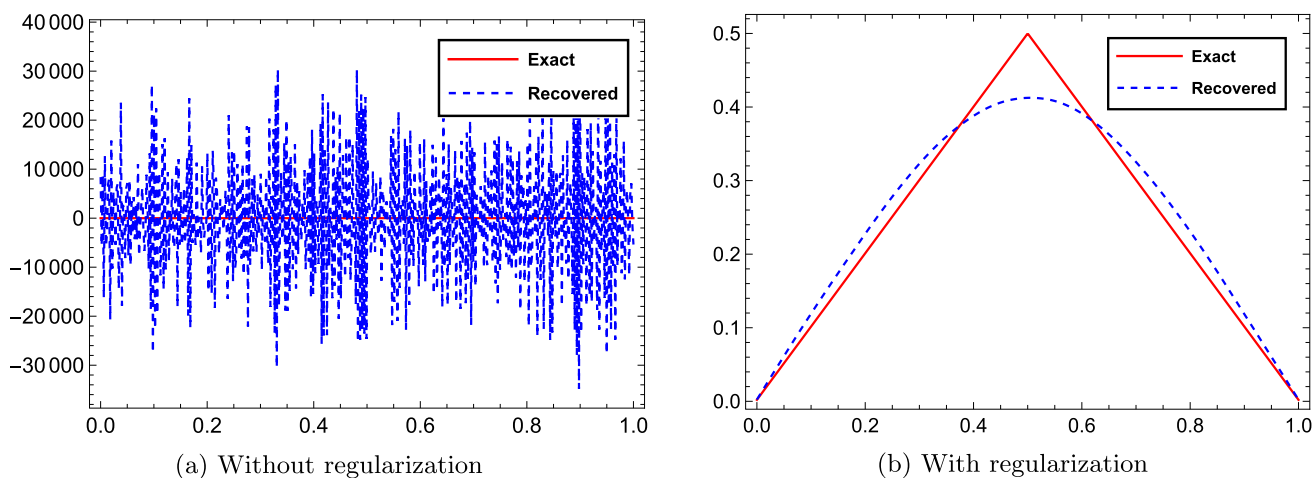 40 000
30 000
20 000
10 000
0
−10 000
−20 000
−30 000
0.0 0.2 0.4 0.6 0.8 1.0
Exact
Recovered
(a) Without regularization
0.5
0.4
0.3
0.2
0.1
0.0
0.0 0.2 0.4 0.6 0.8 1.0
Exact
Recovered
(b) With regularization